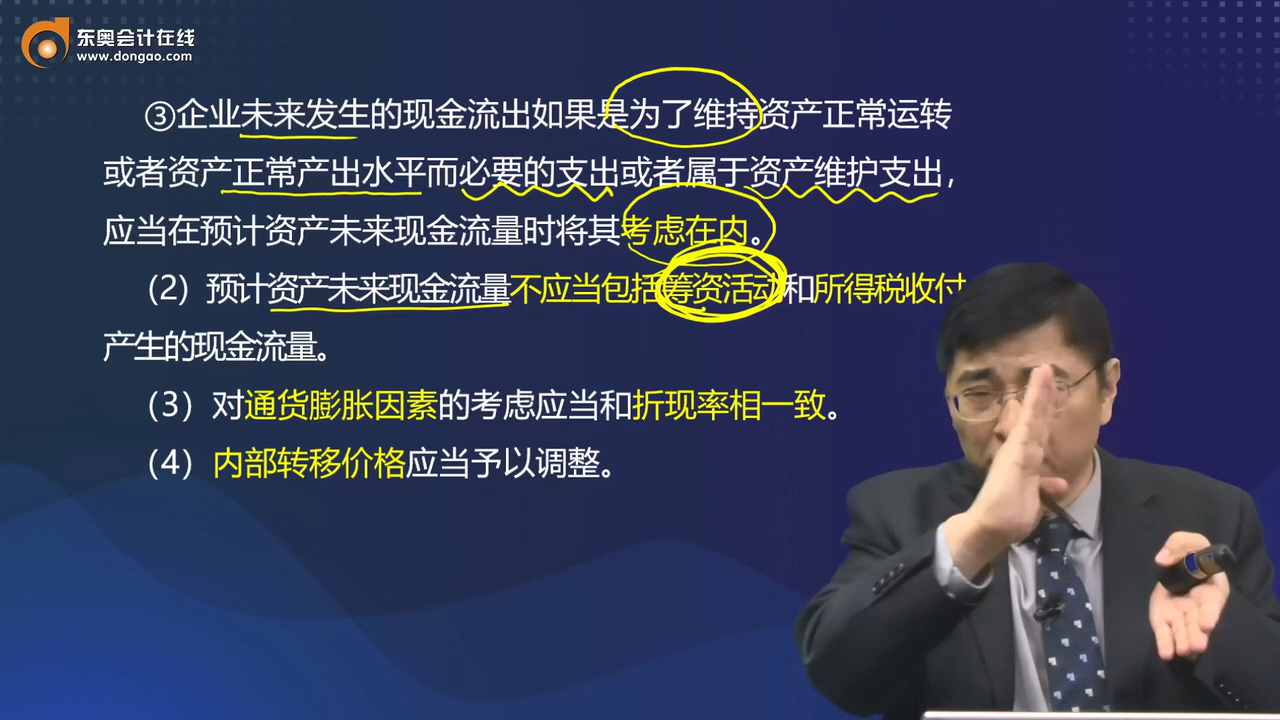 东奥会计在线
www.dongao.com
③企业未来发生的现金流出如果是为了维持资产正常运转
或者资产正常产出水平而必要的支出或者属于资产维护支出，
应当在预计资产未来现金流量时将其考虑在内。
（2）预计资产未来现金流量不应当包括筹资活动和所得税收付
产生的现金流量。
（3）对通货膨胀因素的考虑应当和折现率相一致。
（4）内部转移价格应当予以调整。